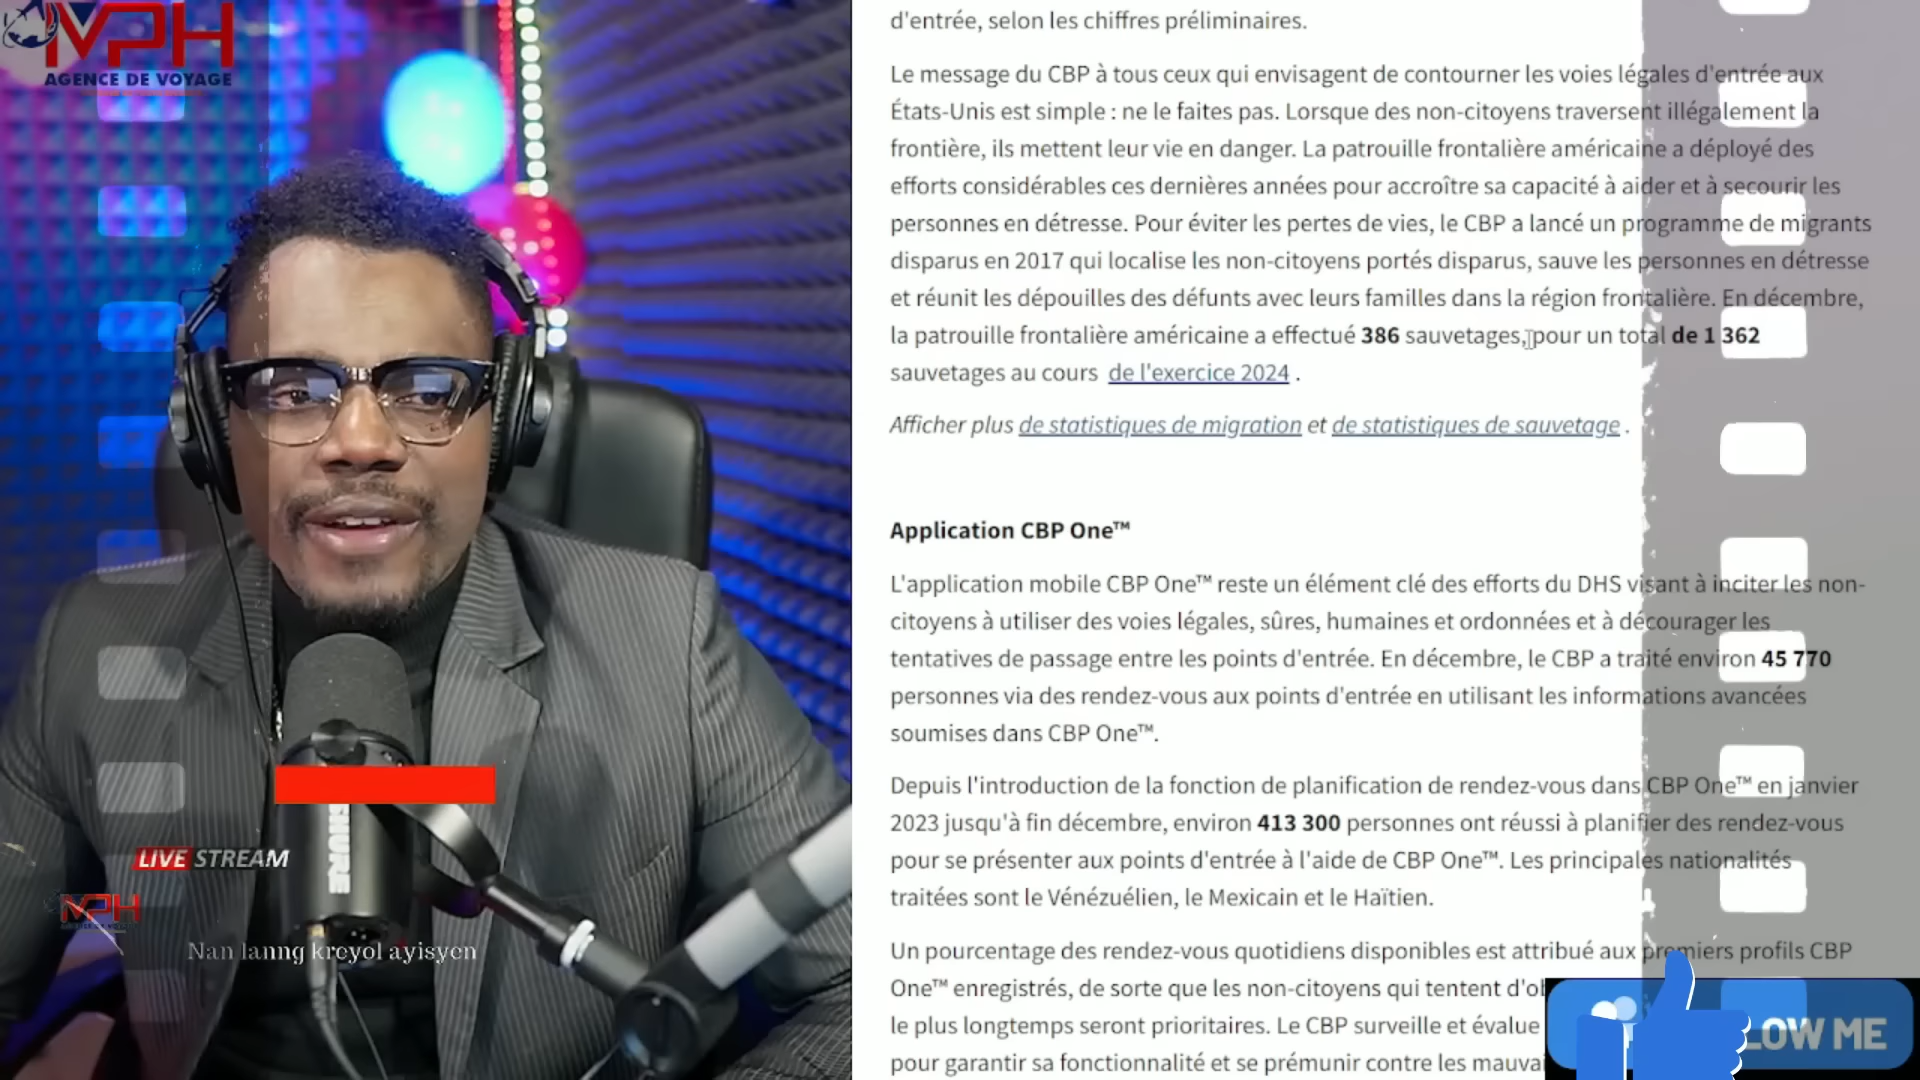 MPH
AGENCE DE VOYAGE
d'entrée, selon les chiffres préliminaires.
Le message du CBP à tous ceux qui envisagent de contourner les voies légales d'entrée aux
États-Unis est simple : ne le faites pas. Lorsque des non-citoyens traversent illégalement la
frontière, ils mettent leur vie en danger. La patrouille frontalière américaine a déployé des
efforts considérables ces dernières années pour accroître sa capacité à aider et à secourir les
personnes en détresse. Pour éviter les pertes de vies, le CBP a lancé un programme de migrants
disparus en 2017 qui localise les non-citoyens portés disparus, sauve les personnes en détresse
et réunit les dépouilles des défunts avec leurs familles dans la région frontalière. En décembre,
la patrouille frontalière américaine a effectué 386 sauvetages, pour un total de 1 362
sauvetages au cours de l'exercice 2024 .
Afficher plus de statistiques de migration et de statistiques de sauvetage .
Application CBP One™
L'application mobile CBP One™ reste un élément clé des efforts du DHS visant à inciter les non-
citoyens à utiliser des voies légales, sûres, humaines et ordonnées et à décourager les
tentatives de passage entre les points d'entrée. En décembre, le CBP a traité environ 45 770
personnes via des rendez-vous aux points d'entrée en utilisant les informations avancées
soumises dans CBP One™.
Depuis l'introduction de la fonction de planification de rendez-vous dans CBP One™ en janvier
2023 jusqu'à fin décembre, environ 413 300 personnes ont réussi à planifier des rendez-vous
pour se présenter aux points d'entrée à l'aide de CBP One™. Les principales nationalités
traitées sont le Vénézuélien, le Mexicain et le Haïtien.
Un pourcentage des rendez-vous quotidiens disponibles est attribué aux premiers profils CBP
One™ enregistrés, de sorte que les non-citoyens qui tentent
le plus longtemps seront prioritaires. Le CBP surveille et évalue
pour garantir sa fonctionnalité et se prémunir contre les
LIVE STREAM
MPH
Nan lanng kreyol ayisyen
LOW ME